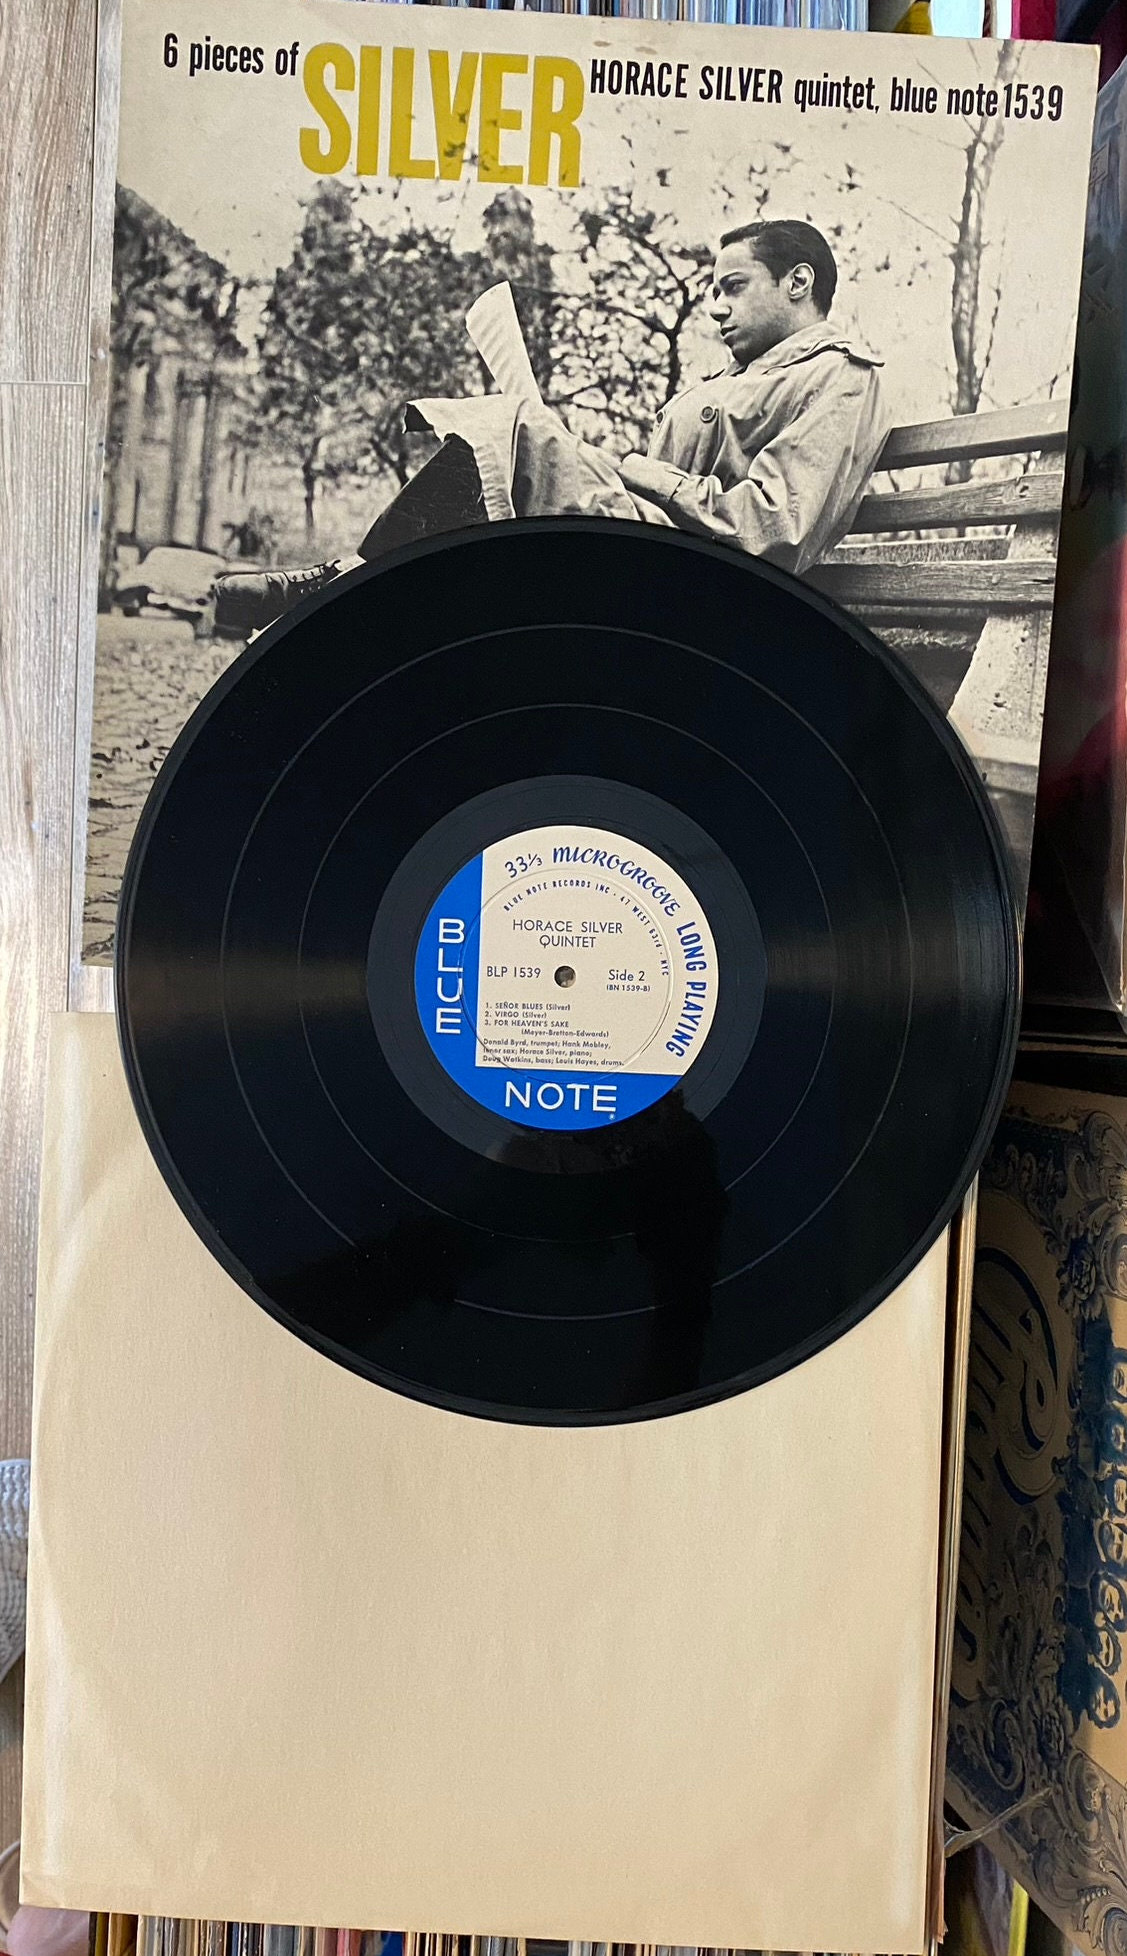 6 pieces of SILVER HORACE SILVER quintet, blue note 1539
33⅓ MICROGROOVE LONG PLAYING
BLUE NOTE RECORDS INC · 47 WEST 63rd · NYC
HORACE SILVER
QUINTET
BLP 1539 Side 2
(BN 1539-B)
1. SEÑOR BLUES (Silver)
2. VIRGO (Silver)
3. FOR HEAVEN'S SAKE
(Meyer-Bretton-Edwards)
Donald Byrd, trumpet; Hank Mobley,
tenor sax; Horace Silver, piano;
Doug Watkins, bass; Louis Hayes, drums.
BLUE
NOTE
®